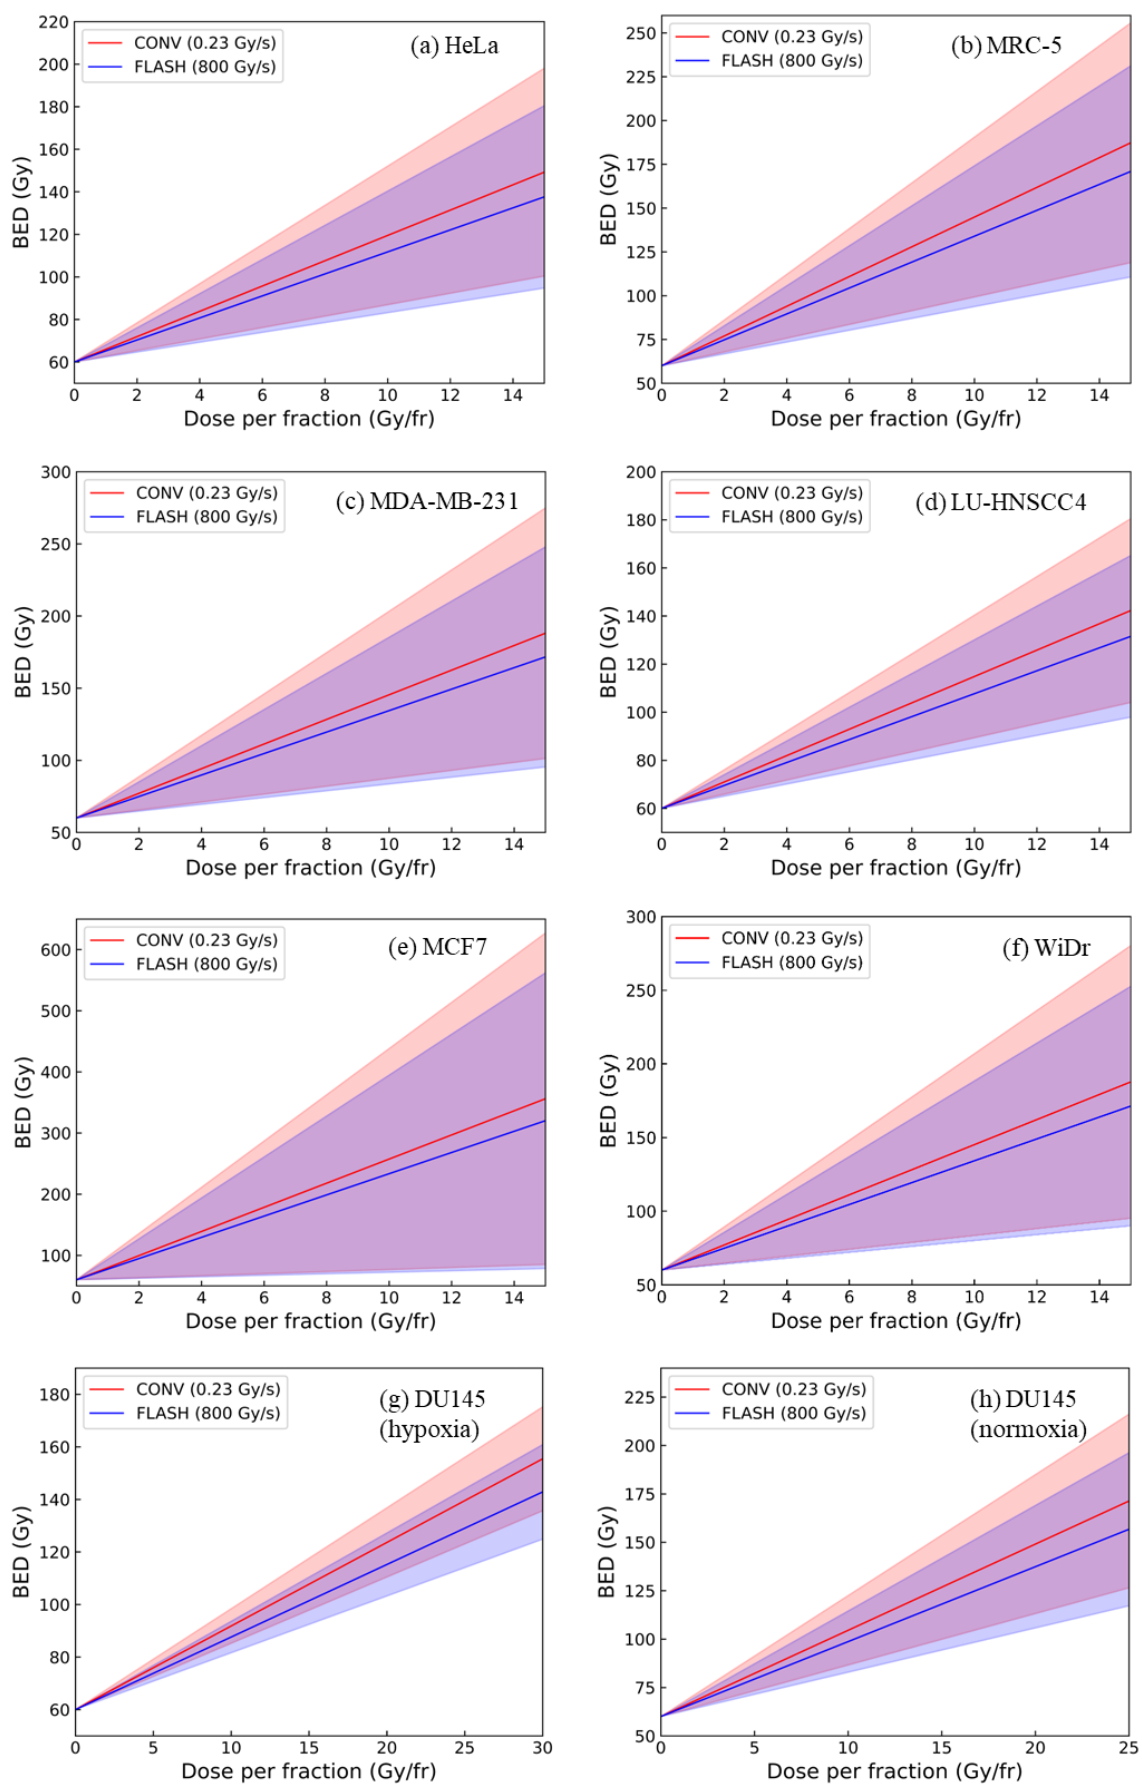 (a) HeLa
CONV (0.23 Gy/s)
FLASH (800 Gy/s)
BED (Gy)
220
200
180
160
140
120
100
80
60
0 2 4 6 8 10 12 14
Dose per fraction (Gy/fr)
(b) MRC-5
CONV (0.23 Gy/s)
FLASH (800 Gy/s)
BED (Gy)
250
225
200
175
150
125
100
75
50
0 2 4 6 8 10 12 14
Dose per fraction (Gy/fr)
(c) MDA-MB-231
CONV (0.23 Gy/s)
FLASH (800 Gy/s)
BED (Gy)
300
250
200
150
100
50
0 2 4 6 8 10 12 14
Dose per fraction (Gy/fr)
(d) LU-HNSCC4
CONV (0.23 Gy/s)
FLASH (800 Gy/s)
BED (Gy)
200
180
160
140
120
100
80
60
0 2 4 6 8 10 12 14
Dose per fraction (Gy/fr)
(e) MCF7
CONV (0.23 Gy/s)
FLASH (800 Gy/s)
BED (Gy)
600
500
400
300
200
100
0 2 4 6 8 10 12 14
Dose per fraction (Gy/fr)
(f) WiDr
CONV (0.23 Gy/s)
FLASH (800 Gy/s)
BED (Gy)
300
250
200
150
100
50
0 2 4 6 8 10 12 14
Dose per fraction (Gy/fr)
(g) DU145
(hypoxia)
CONV (0.23 Gy/s)
FLASH (800 Gy/s)
BED (Gy)
180
160
140
120
100
80
60
0 5 10 15 20 25 30
Dose per fraction (Gy/fr)
(h) DU145
(normoxia)
CONV (0.23 Gy/s)
FLASH (800 Gy/s)
BED (Gy)
225
200
175
150
125
100
75
50
0 5 10 15 20 25
Dose per fraction (Gy/fr)